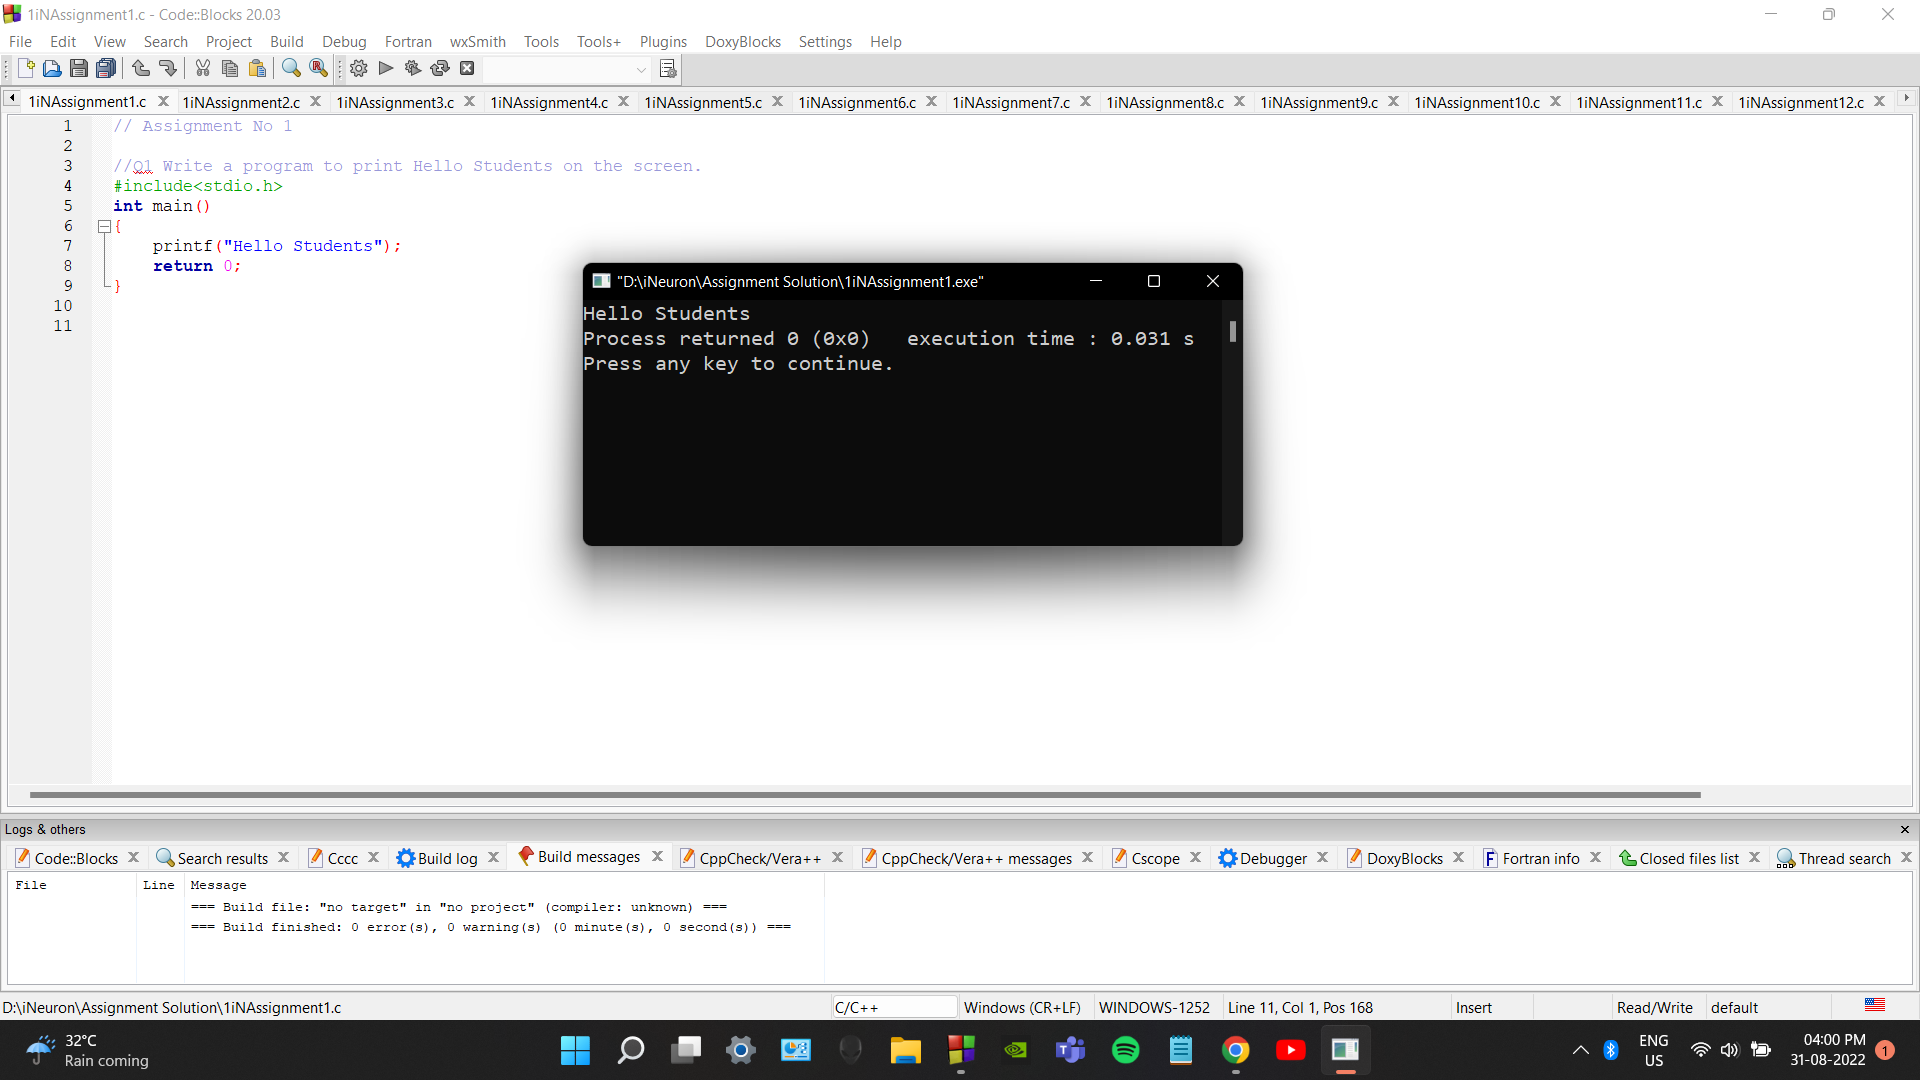 1iNAssignment1.c - Code::Blocks 20.03
File Edit View Search Project Build Debug Fortran wxSmith Tools Tools+ Plugins DoxyBlocks Settings Help
1iNAssignment1.c 1iNAssignment2.c 1iNAssignment3.c 1iNAssignment4.c 1iNAssignment5.c 1iNAssignment6.c 1iNAssignment7.c 1iNAssignment8.c 1iNAssignment9.c 1iNAssignment10.c 1iNAssignment11.c 1iNAssignment12.c
1 // Assignment No 1
2
3 //Q1 Write a program to print Hello Students on the screen.
4 #include<stdio.h>
5 int main()
6 {
7 printf("Hello Students");
8 return 0;
9 }
10
11
"D:\iNeuron\Assignment Solution\1iNAssignment1.exe"
Hello Students
Process returned 0 (0x0)   execution time : 0.031 s
Press any key to continue.
Logs & others
Code::Blocks Search results Cccc Build log Build messages CppCheck/Vera++ CppCheck/Vera++ messages Cscope Debugger DoxyBlocks Fortran info Closed files list Thread search
File Line Message
=== Build file: "no target" in "no project" (compiler: unknown) ===
=== Build finished: 0 error(s), 0 warning(s) (0 minute(s), 0 second(s)) ===
D:\iNeuron\Assignment Solution\1iNAssignment1.c C/C++ Windows (CR+LF) WINDOWS-1252 Line 11, Col 1, Pos 168 Insert Read/Write default
32°C
Rain coming
ENG
US
04:00 PM
31-08-2022
1